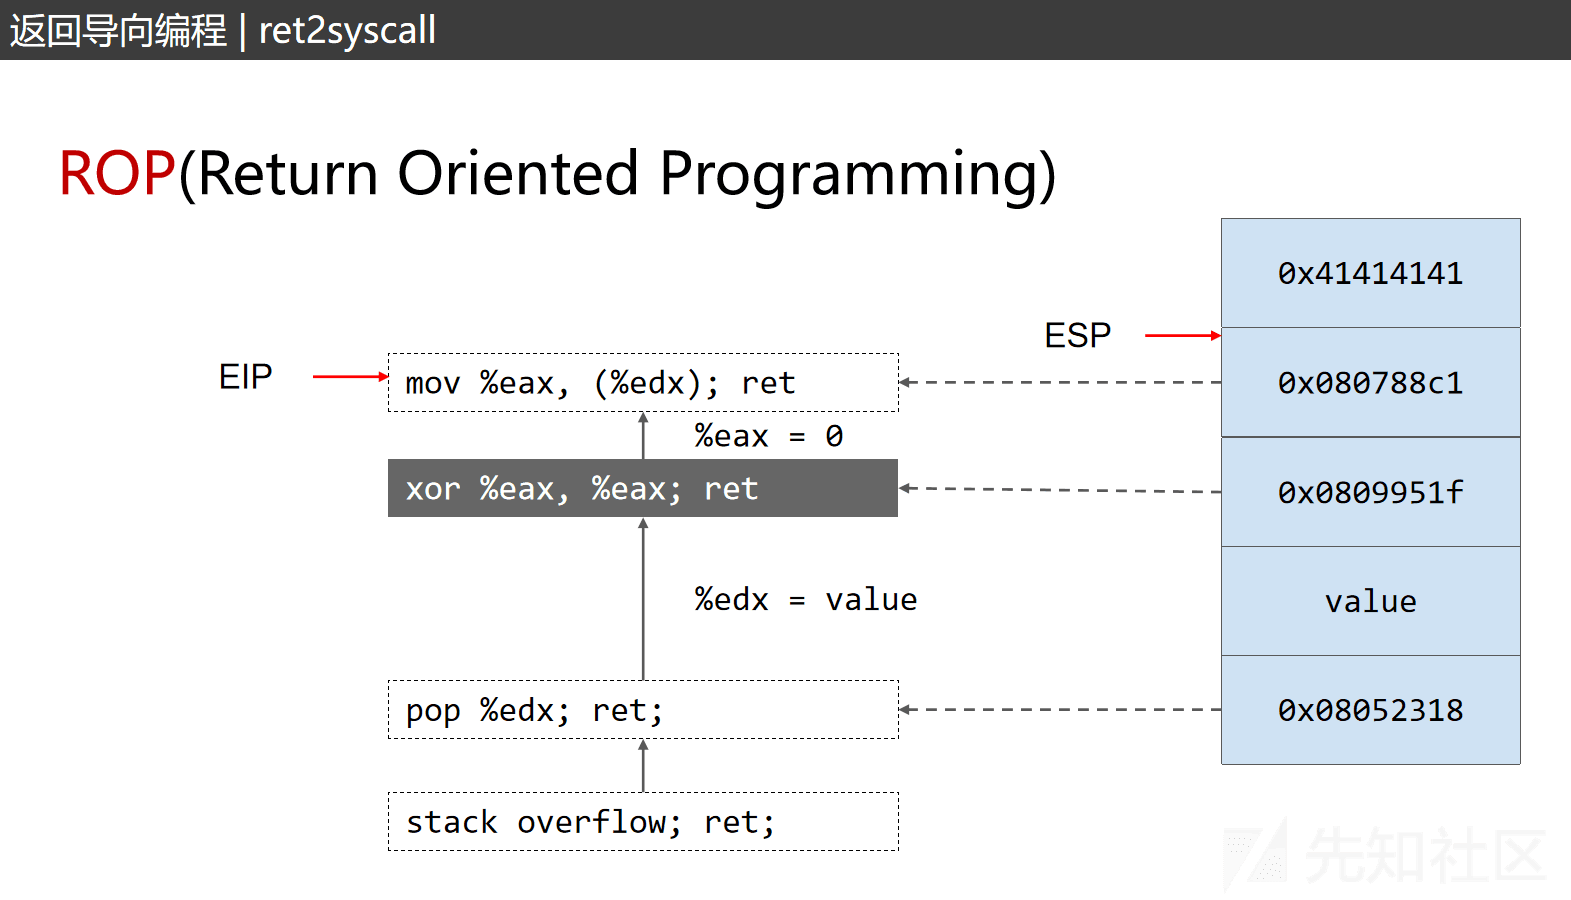 返回导向编程 | ret2syscall
ROP(Return Oriented Programming)
0x41414141
ESP
EIP
mov %eax, (%edx); ret
0x080788c1
%eax = 0
xor %eax, %eax; ret
0x0809951f
%edx = value
value
pop %edx; ret;
0x08052318
stack overflow; ret;
先知社区